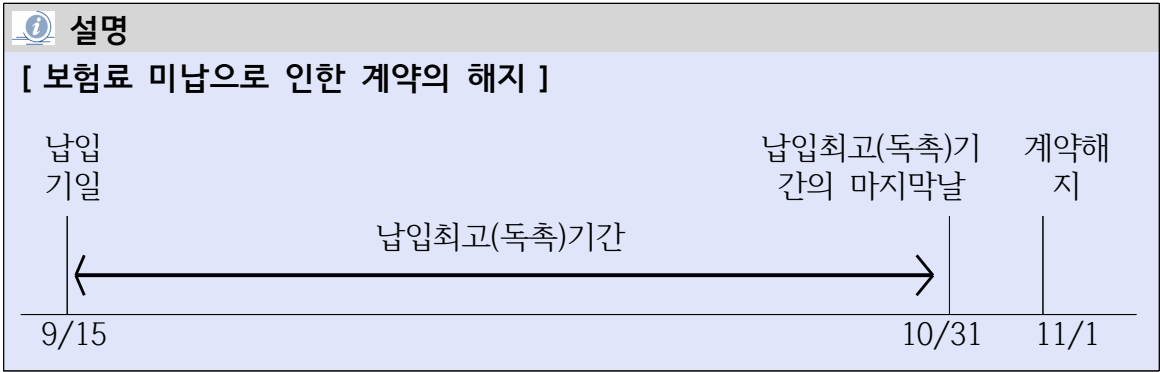 설명
[ 보험료 미납으로 인한 계약의 해지 ]
납입
기일
납입최고(독촉)기
간의 마지막날
계약해
지
납입최고(독촉)기간
9/15
10/31
11/1